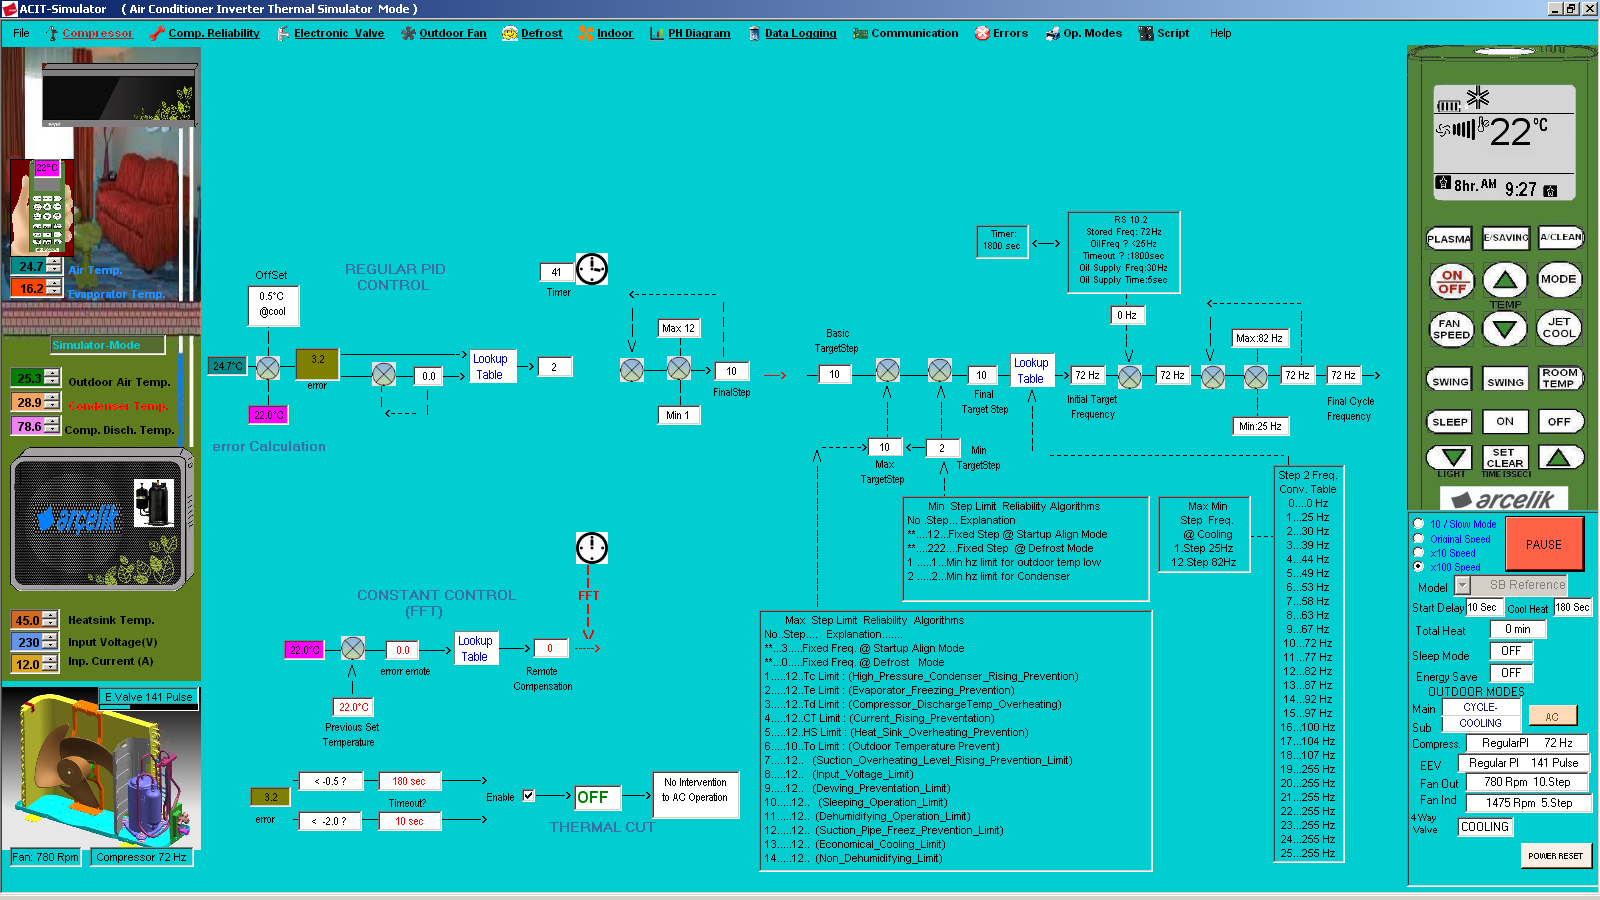 ACIT-Simulator ( Air Conditioner Inverter Thermal Simulator Mode )
File Compressor Comp. Reliability Electronic Valve Outdoor Fan Defrost Indoor PH Diagram Data Logging Communication Errors Op. Modes Script Help
22°C
24.7 Air Temp.
16.2 Evaporator Temp.
Simulator-Mode
25.3 Outdoor Air Temp.
28.9 Condenser Temp.
78.6 Comp. Disch. Temp.
arcelik
45.0 Heatsink Temp.
230 Input Voltage(V)
12.0 Inp. Current (A)
E.Valve 141 Pulse
Fan: 780 Rpm Compressor 72 Hz
OffSet
0.5°C
@cool
REGULAR PID
CONTROL
41
Timer
24.7°C
3.2
error
0.0
Lookup
Table
2
22.0°C
error Calculation
Max 12
10
FinalStep
Min 1
Basic
TargetStep
10
10
Final
Target Step
Lookup
Table
72 Hz
Initial Target
Frequency
Timer:
1800 sec
RS 10.2
Stored Freq: 72Hz
OilFreq ? <25Hz
Timeout ? :1800sec
Oil Supply Freq:30Hz
Oil Supply Time:5sec
0 Hz
72 Hz
Max:82 Hz
72 Hz
72 Hz
Final Cycle
Frequency
Min:25 Hz
10
Max
TargetStep
2
Min
TargetStep
Min Step Limit Reliability Algorithms
No .Step... Explanation
**....12...Fixed Step @ Startup Align Mode
**....222....Fixed Step @ Defrost Mode
1 .....1...Min hz limit for outdoor temp low
2 .....2...Min hz limit for Condenser
Max Min
Step Freq.
@ Cooling
1.Step 25Hz
12.Step 82Hz
Step 2 Freq.
Conv. Table
0....0 Hz
1...25 Hz
2...30 Hz
3...39 Hz
4...44 Hz
5...49 Hz
6...53 Hz
7...58 Hz
8...63 Hz
9...67 Hz
10...72 Hz
11...77 Hz
12...82 Hz
13...87 Hz
14...92 Hz
15...97 Hz
16...100 Hz
17...104 Hz
18...107 Hz
19...255 Hz
20...255 Hz
21...255 Hz
22...255 Hz
23...255 Hz
24...255 Hz
25...255 Hz
Max Step Limit Reliability Algorithms
No..Step.... Explanation.......
**...3.....Fixed Freq. @ Startup Align Mode
**...0.....Fixed Freq. @ Defrost Mode
1.....12...Tc Limit : (High_Pressure_Condenser_Rising_Prevention)
2.....12...Te Limit : (Evaporator_Freezing_Prevention)
3.....12...Td Limit : (Compressor_DischargeTemp_Overheating)
4.....12...CT Limit : (Current_Rising_Preventation)
5.....12...HS Limit : (Heat_Sink_Overheating_Prevention)
6.....10...To Limit : (Outdoor Temperature Prevent)
7.....12.. (Suction_Overheating_Level_Rising_Prevention_Limit)
8.....12.. (Input_Voltage_Limit)
9.....12.. (Dewing_Preventation_Limit)
10....12.. (Sleeping_Operation_Limit)
11....12.. (Dehumidifying_Operation_Limit)
12....12.. (Suction_Pipe_Freez_Prevention_Limit)
13....12.. (Economical_Cooling_Limit)
14....12.. (Non_Dehumidifying_Limit)
CONSTANT CONTROL
(FFT)
FFT
22.0°C
0.0
errorr emote
Lookup
Table
0
Remote
Compensation
22.0°C
Previous Set
Temperature
3.2
error
< -0.5 ?
180 sec
Timeout?
< -2.0 ?
10 sec
Enable
OFF
No Intervention
to AC Operation
THERMAL CUT
22°C
8hr. AM 9:27
PLASMA E/SAVING A/CLEAN
ON
OFF
MODE
TEMP
FAN
SPEED
JET
COOL
SWING SWING ROOM
TEMP
SLEEP ON OFF
SET
CLEAR
LIGHT TIME(3SEC)
arcelik
10 / Slow Mode
Original Speed
x10 Speed
x100 Speed
PAUSE
Model SB Reference
Start Delay 10 Sec Cool Heat 180 Sec
Total Heat 0 min
Sleep Mode OFF
Energy Save OFF
OUTDOOR MODES
Main CYCLE-
Sub COOLING
AC
Compress. RegularPI 72 Hz
EEV Regular PI 141 Pulse
Fan Out 780 Rpm 10.Step
Fan Ind 1475 Rpm 5.Step
4Way
Valve
COOLING
POWER RESET